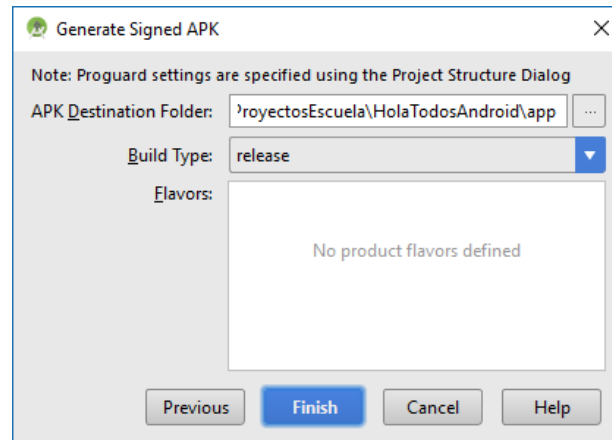 Generate Signed APK
Note: Proguard settings are specified using the Project Structure Dialog
APK Destination Folder: ProyectosEscuela\HolaTodosAndroid\app ...
Build Type: release
Flavors:
No product flavors defined
Previous Finish Cancel Help